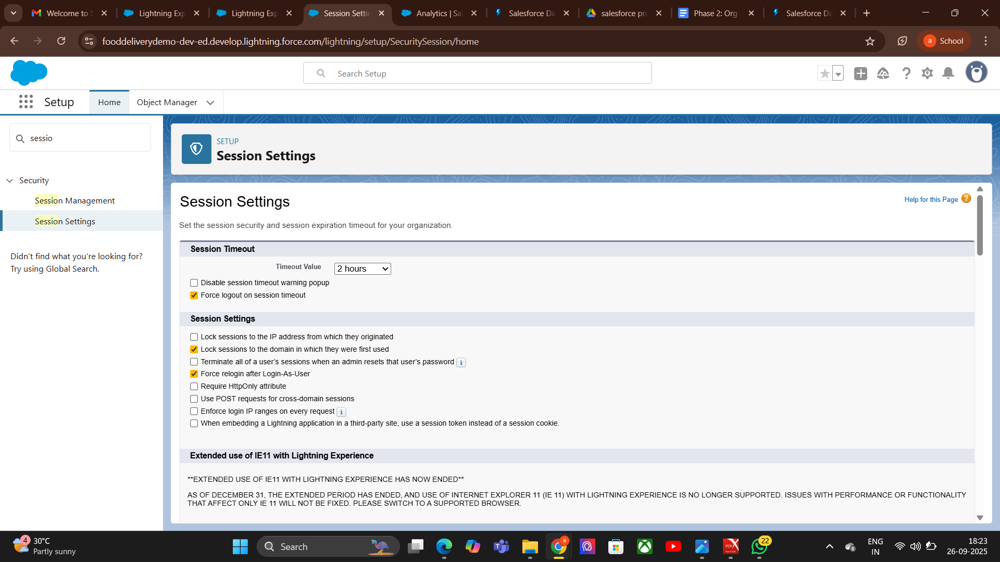 Welcome to S
Lightning Exp
Lightning Exp
Session Settin
Analytics | Sal
Salesforce Da
salesforce pro
Phase 2: Org
Salesforce Da
fooddeliverydemo-dev-ed.develop.lightning.force.com/lightning/setup/SecuritySession/home
a School
Search Setup
Setup
Home
Object Manager
sessio
SETUP
Session Settings
Security
Session Management
Session Settings
Didn't find what you're looking for?
Try using Global Search.
Session Settings
Help for this Page
Set the session security and session expiration timeout for your organization.
Session Timeout
Timeout Value 2 hours
Disable session timeout warning popup
Force logout on session timeout
Session Settings
Lock sessions to the IP address from which they originated
Lock sessions to the domain in which they were first used
Terminate all of a user's sessions when an admin resets that user's password
Force relogin after Login-As-User
Require HttpOnly attribute
Use POST requests for cross-domain sessions
Enforce login IP ranges on every request
When embedding a Lightning application in a third-party site, use a session token instead of a session cookie.
Extended use of IE11 with Lightning Experience
**EXTENDED USE OF IE11 WITH LIGHTNING EXPERIENCE HAS NOW ENDED**
AS OF DECEMBER 31, THE EXTENDED PERIOD HAS ENDED, AND USE OF INTERNET EXPLORER 11 (IE 11) WITH LIGHTNING EXPERIENCE IS NO LONGER SUPPORTED. ISSUES WITH PERFORMANCE OR FUNCTIONALITY
THAT AFFECT ONLY IE 11 WILL NOT BE FIXED. PLEASE SWITCH TO A SUPPORTED BROWSER.
4
30°C
Partly sunny
Search
a
PDF
22
ENG
IN
18:23
26-09-2025